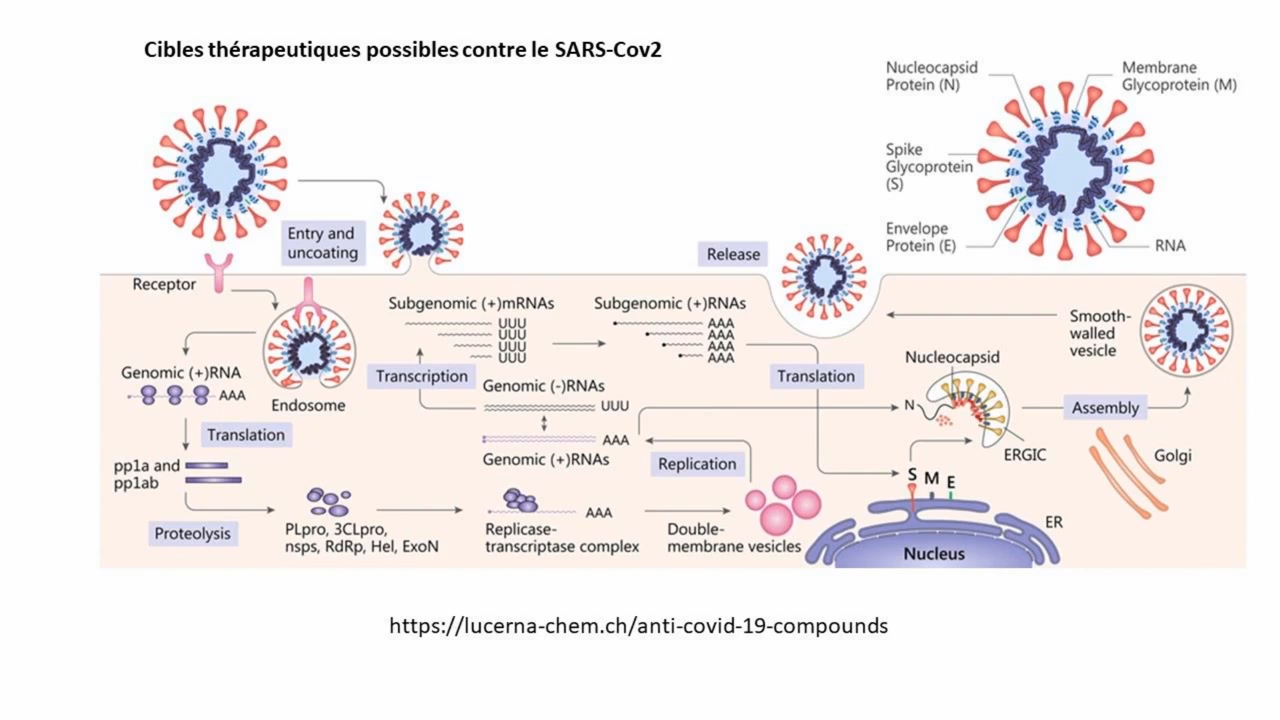 Cibles thérapeutiques possibles contre le SARS-Cov2
Nucleocapsid
Protein (N)
Membrane
Glycoprotein (M)
Spike
Glycoprotein
(S)
Envelope
Protein (E)
RNA
Entry and
uncoating
Receptor
Release
Subgenomic (+)mRNAs
UUU
UUU
UUU
UUU
Subgenomic (+)RNAs
AAA
AAA
AAA
AAA
Smooth-
walled
vesicle
Genomic (+)RNA
AAA
Endosome
Transcription
Genomic (-)RNAs
UUU
AAA
Genomic (+)RNAs
Translation
Nucleocapsid
N
ERGIC
Assembly
Golgi
Translation
pp1a and
pp1ab
Replication
Proteolysis
PLpro, 3CLpro,
nsps, RdRp, Hel, ExoN
AAA
Replicase-
transcriptase complex
Double-
membrane vesicles
S M E
ER
Nucleus
https://lucerna-chem.ch/anti-covid-19-compounds